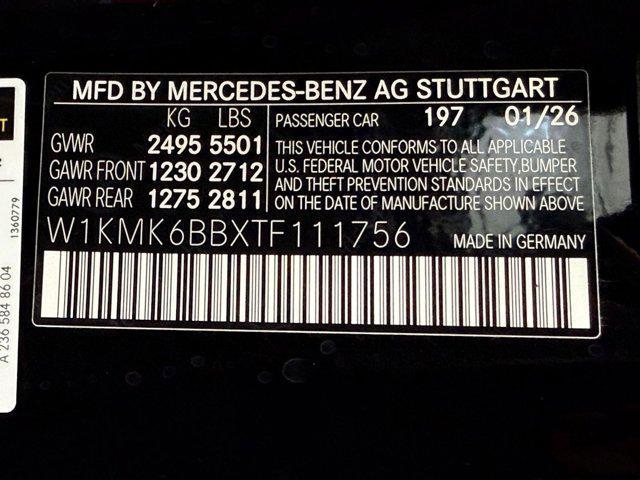 MFD BY MERCEDES-BENZ AG STUTTGART
KG LBS
GVWR 2495 5501
GAWR FRONT 1230 2712
GAWR REAR 1275 2811
PASSENGER CAR 197 01/26
THIS VEHICLE CONFORMS TO ALL APPLICABLE
U.S. FEDERAL MOTOR VEHICLE SAFETY,BUMPER
AND THEFT PREVENTION STANDARDS IN EFFECT
ON THE DATE OF MANUFACTURE SHOWN ABOVE
W1KMK6BBXTF111756
MADE IN GERMANY
1360779
A 236 584 86 04